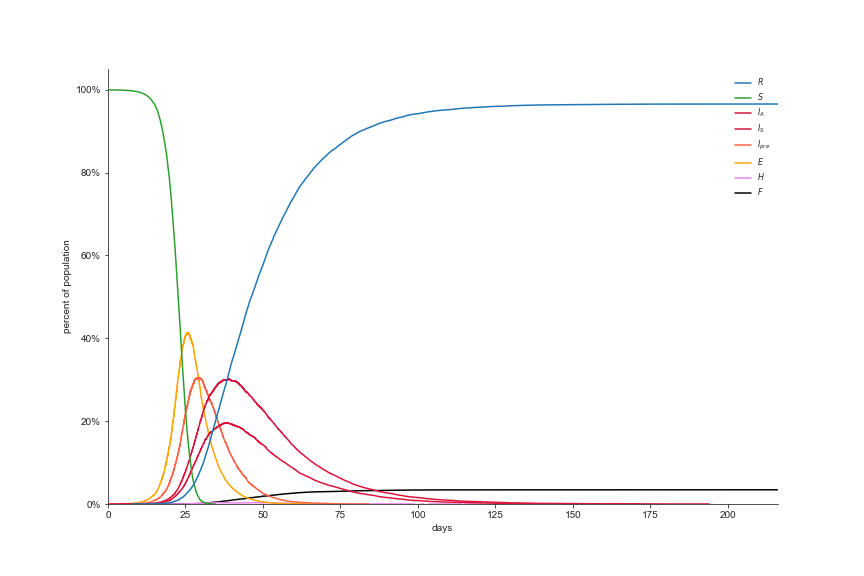 100%
80%
60%
40%
20%
0%
percent of population
0 25 50 75 100 125 150 175 200
days
R
S
I_A
I_S
I_pre
E
H
F